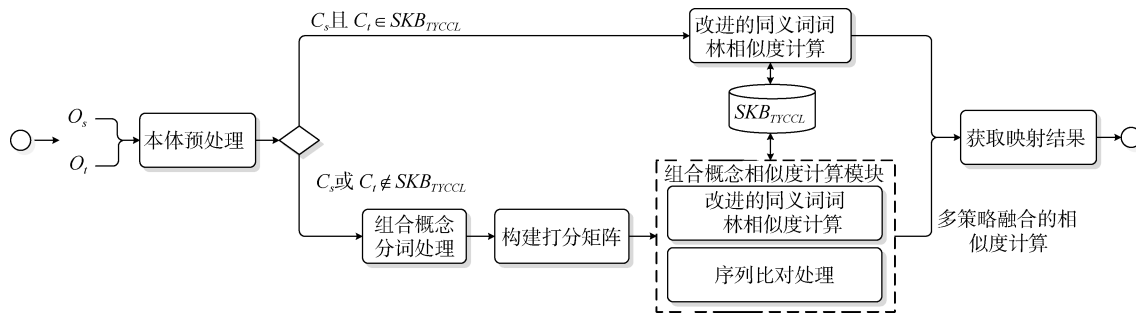 C_s且 C_t ∈ SKB_TYCCL
改进的同义词词
林相似度计算
O_s
O_t
本体预处理
SKB_TYCCL
获取映射结果
C_s或 C_t ∉ SKB_TYCCL
组合概念
分词处理
构建打分矩阵
组合概念相似度计算模块
改进的同义词词
林相似度计算
序列比对处理
多策略融合的相
似度计算